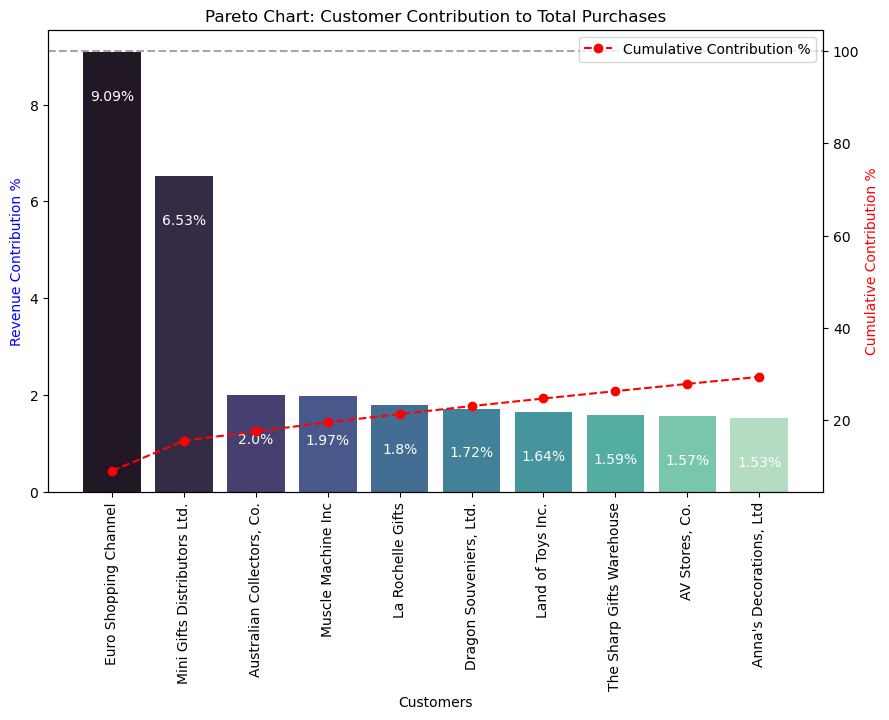 Pareto Chart: Customer Contribution to Total Purchases
Cumulative Contribution %
Revenue Contribution %
8
6
4
2
0
9.09%
6.53%
2.0%
1.97%
1.8%
1.72%
1.64%
1.59%
1.57%
1.53%
100
80
60
40
20
Cumulative Contribution %
Euro Shopping Channel
Mini Gifts Distributors Ltd.
Australian Collectors, Co.
Muscle Machine Inc
La Rochelle Gifts
Dragon Souveniers, Ltd.
Land of Toys Inc.
The Sharp Gifts Warehouse
AV Stores, Co.
Anna's Decorations, Ltd
Customers